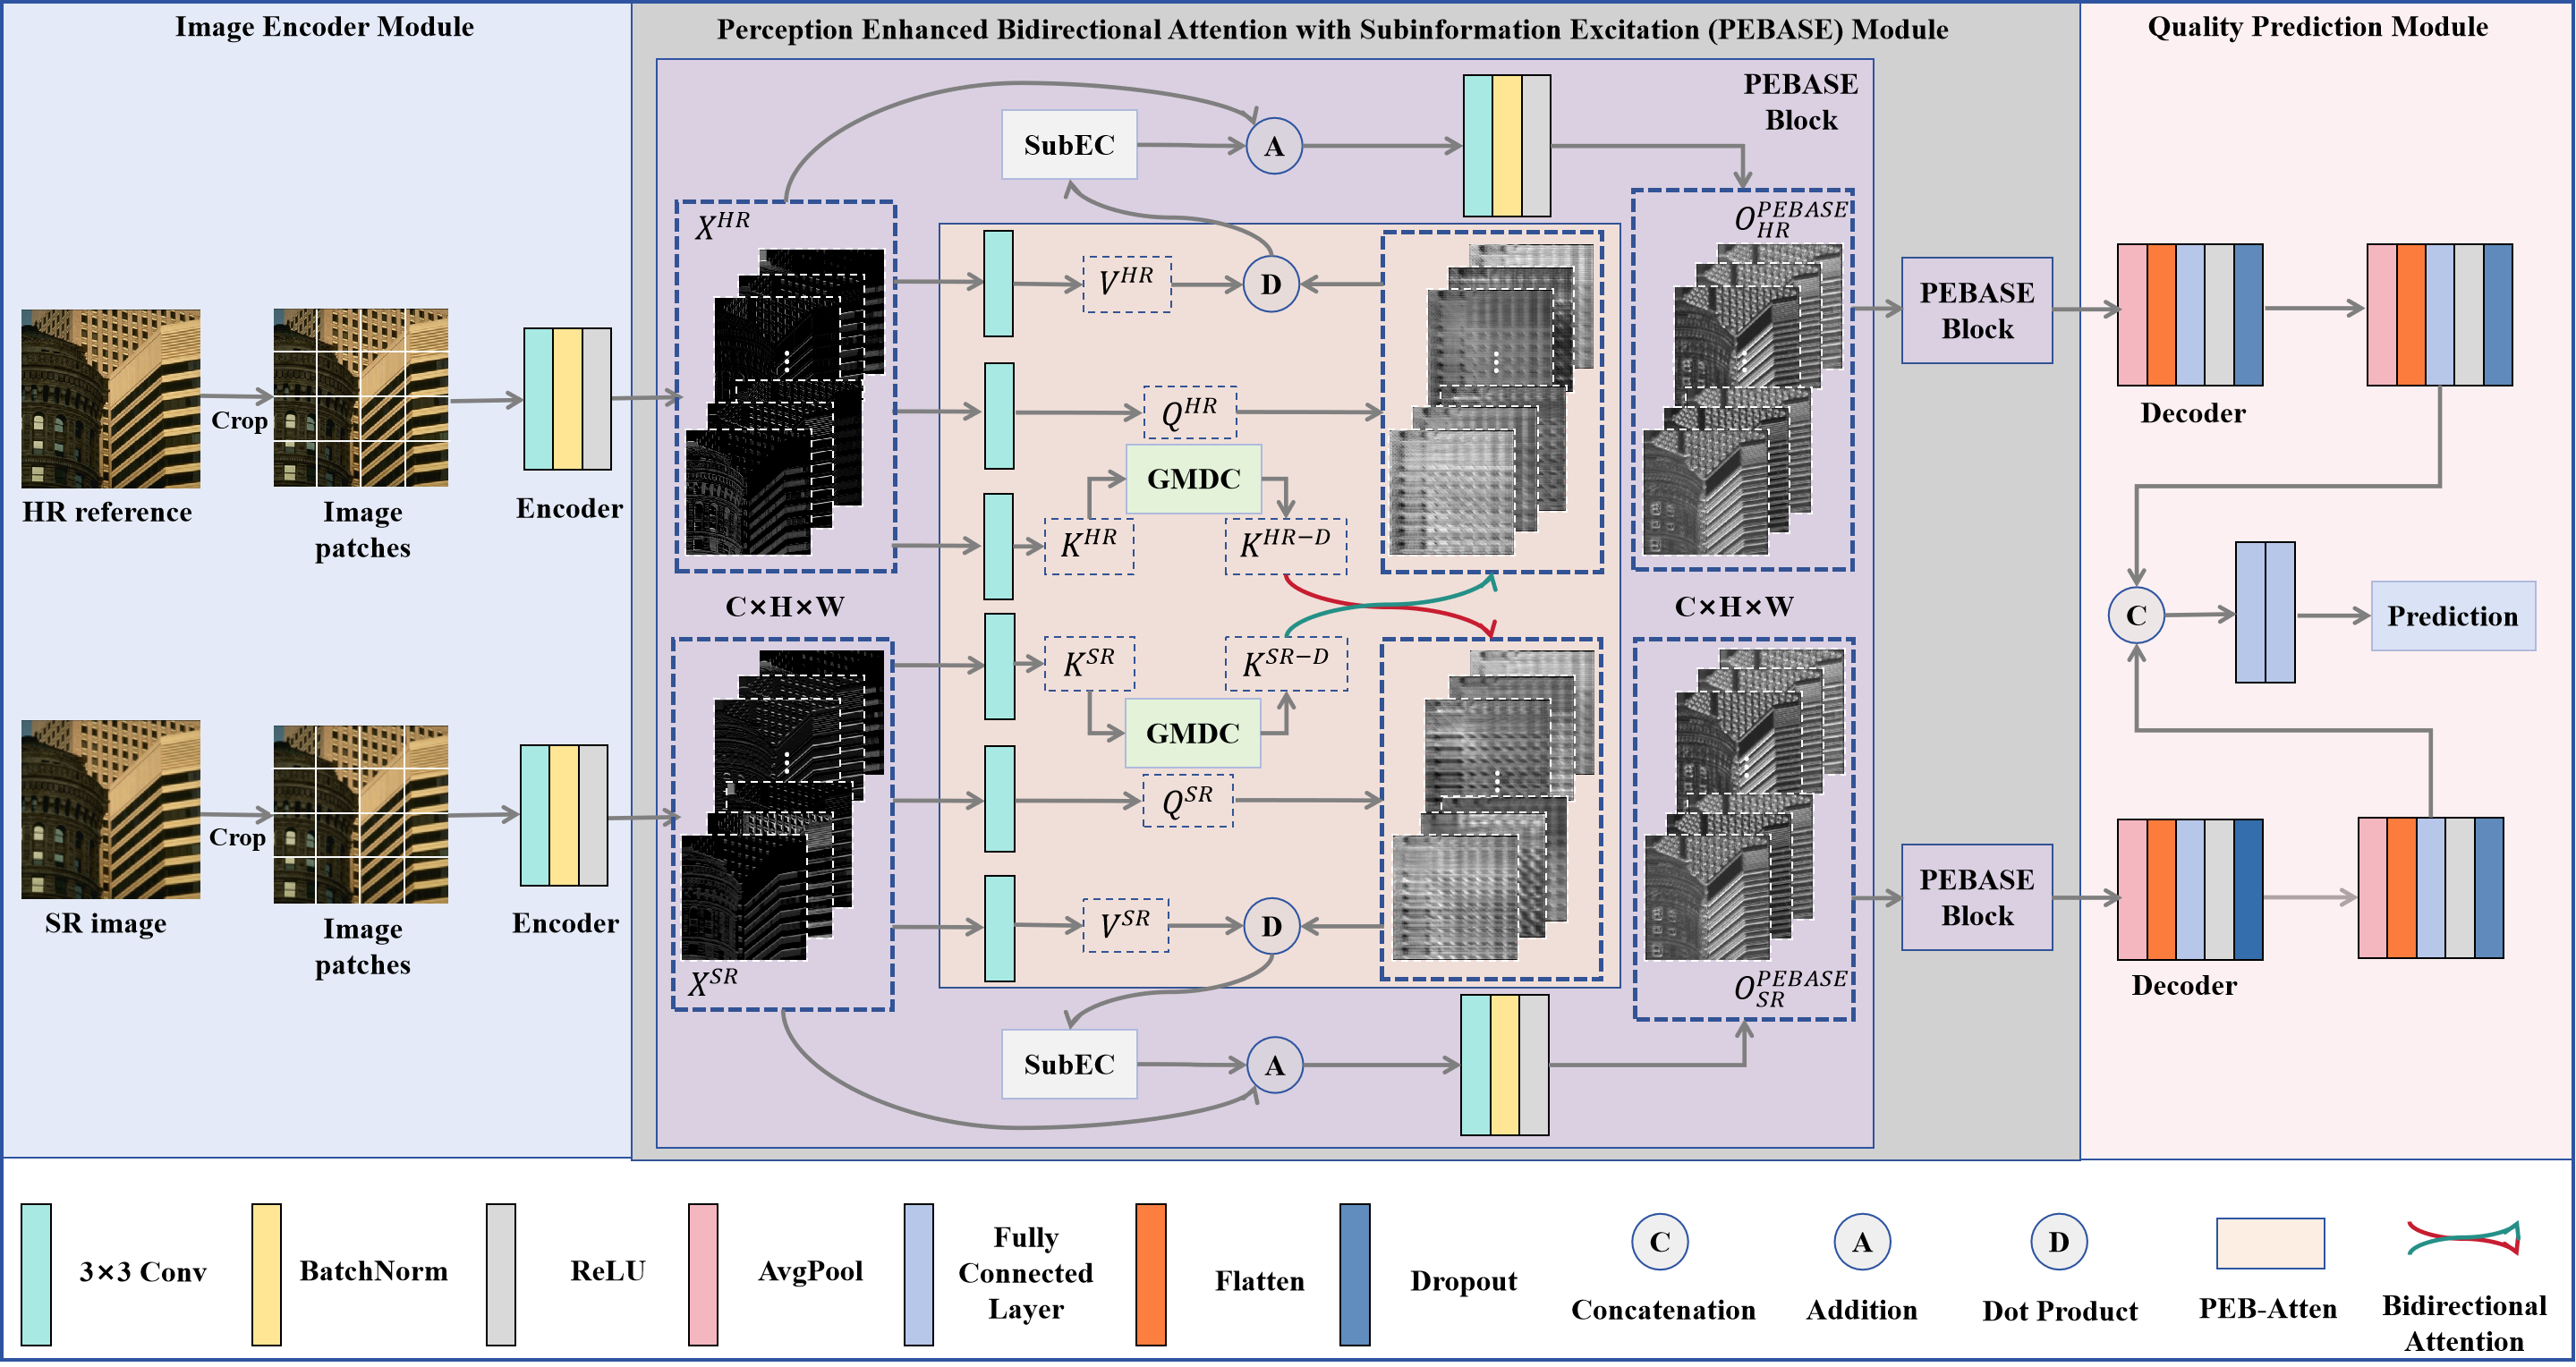 Image Encoder Module
Perception Enhanced Bidirectional Attention with Subinformation Excitation (PEBASE) Module
Quality Prediction Module
HR reference
Crop
Image
patches
Encoder
SR image
Crop
Image
patches
Encoder
PEBASE
Block
SubEC
A
X^{HR}
V^{HR}
D
Q^{HR}
GMDC
K^{HR}
K^{HR-D}
C×H×W
K^{SR}
K^{SR-D}
GMDC
Q^{SR}
V^{SR}
D
X^{SR}
SubEC
A
O_{HR}^{PEBASE}
C×H×W
O_{SR}^{PEBASE}
PEBASE
Block
PEBASE
Block
Decoder
C
Prediction
Decoder
3×3 Conv
BatchNorm
ReLU
AvgPool
Fully
Connected
Layer
Flatten
Dropout
C
Concatenation
A
Addition
D
Dot Product
PEB-Atten
Bidirectional
Attention